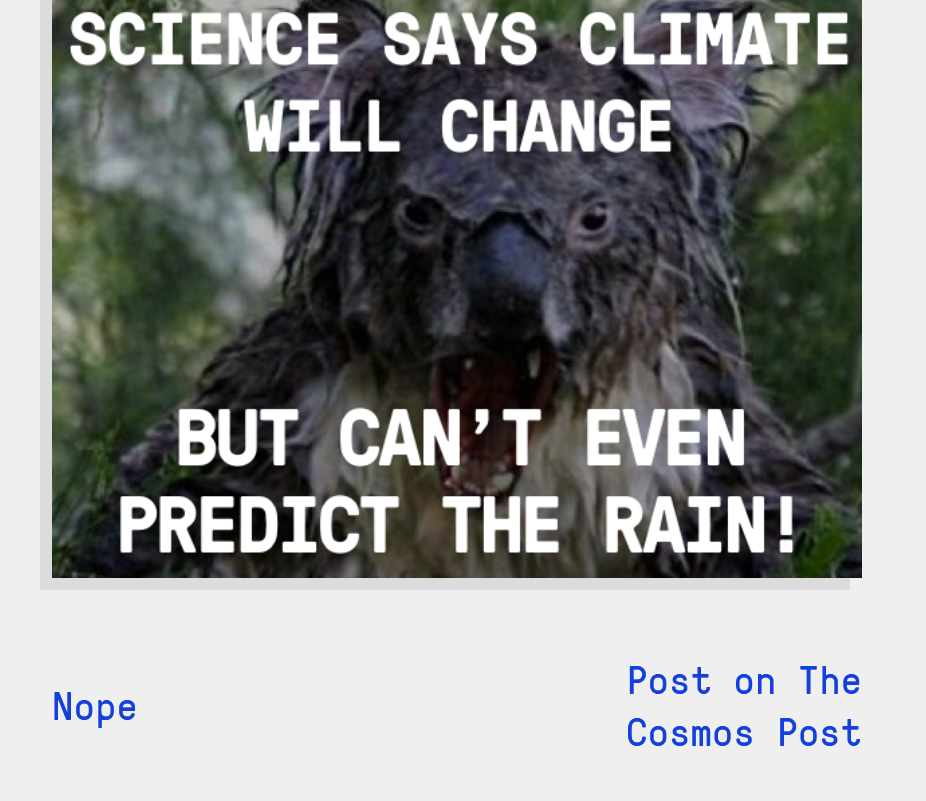 SCIENCE SAYS CLIMATE
WILL CHANGE
BUT CAN’T EVEN
PREDICT THE RAIN!
Nope
Post on The
Cosmos Post